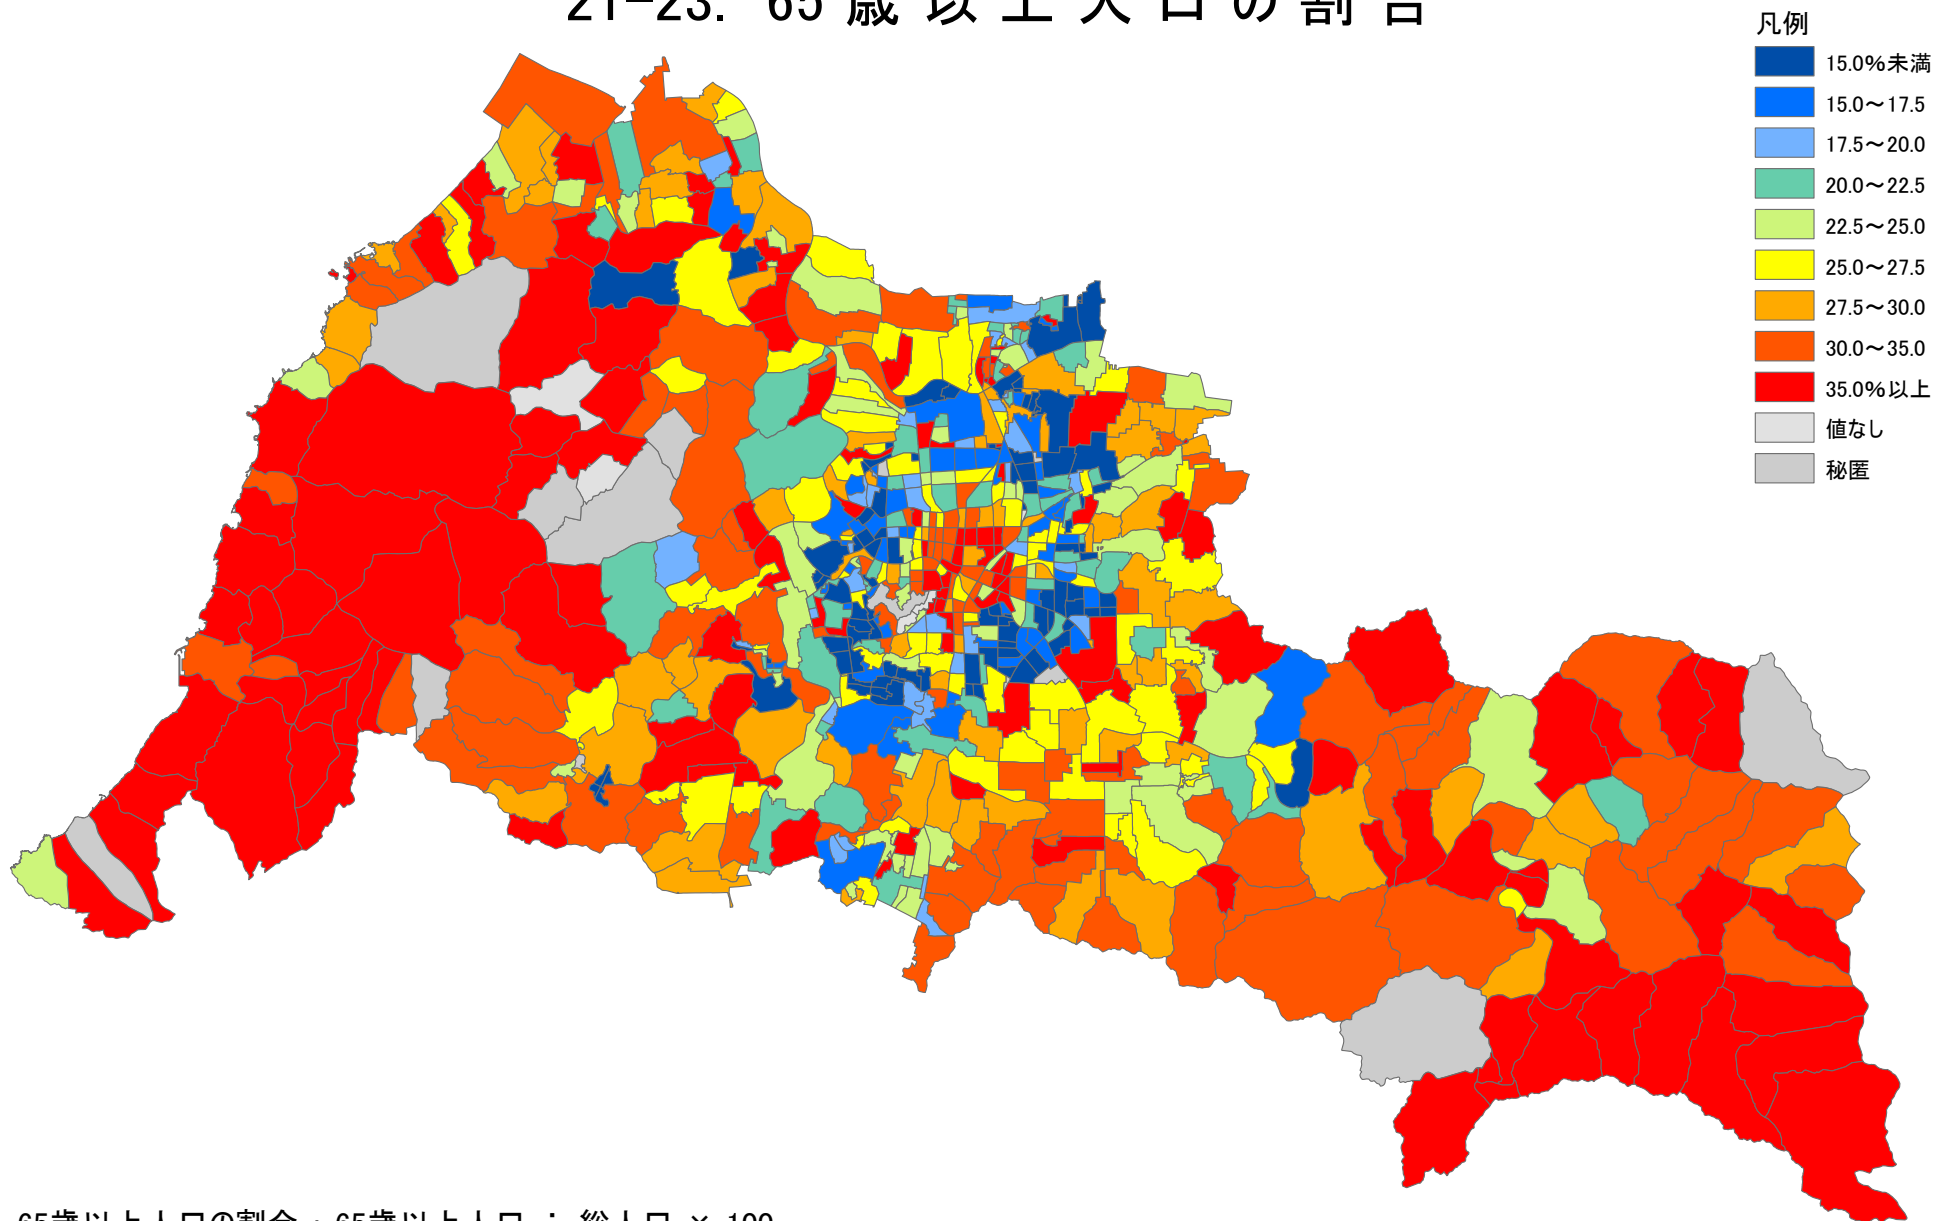 21-23. 65 歳 以 上 人 口 の 割 合
凡例
15.0%未満
15.0～17.5
17.5～20.0
20.0～22.5
22.5～25.0
25.0～27.5
27.5～30.0
30.0～35.0
35.0%以上
値なし
秘匿
65歳以上人口の割合：65歳以上人口 ÷ 総人口 × 100